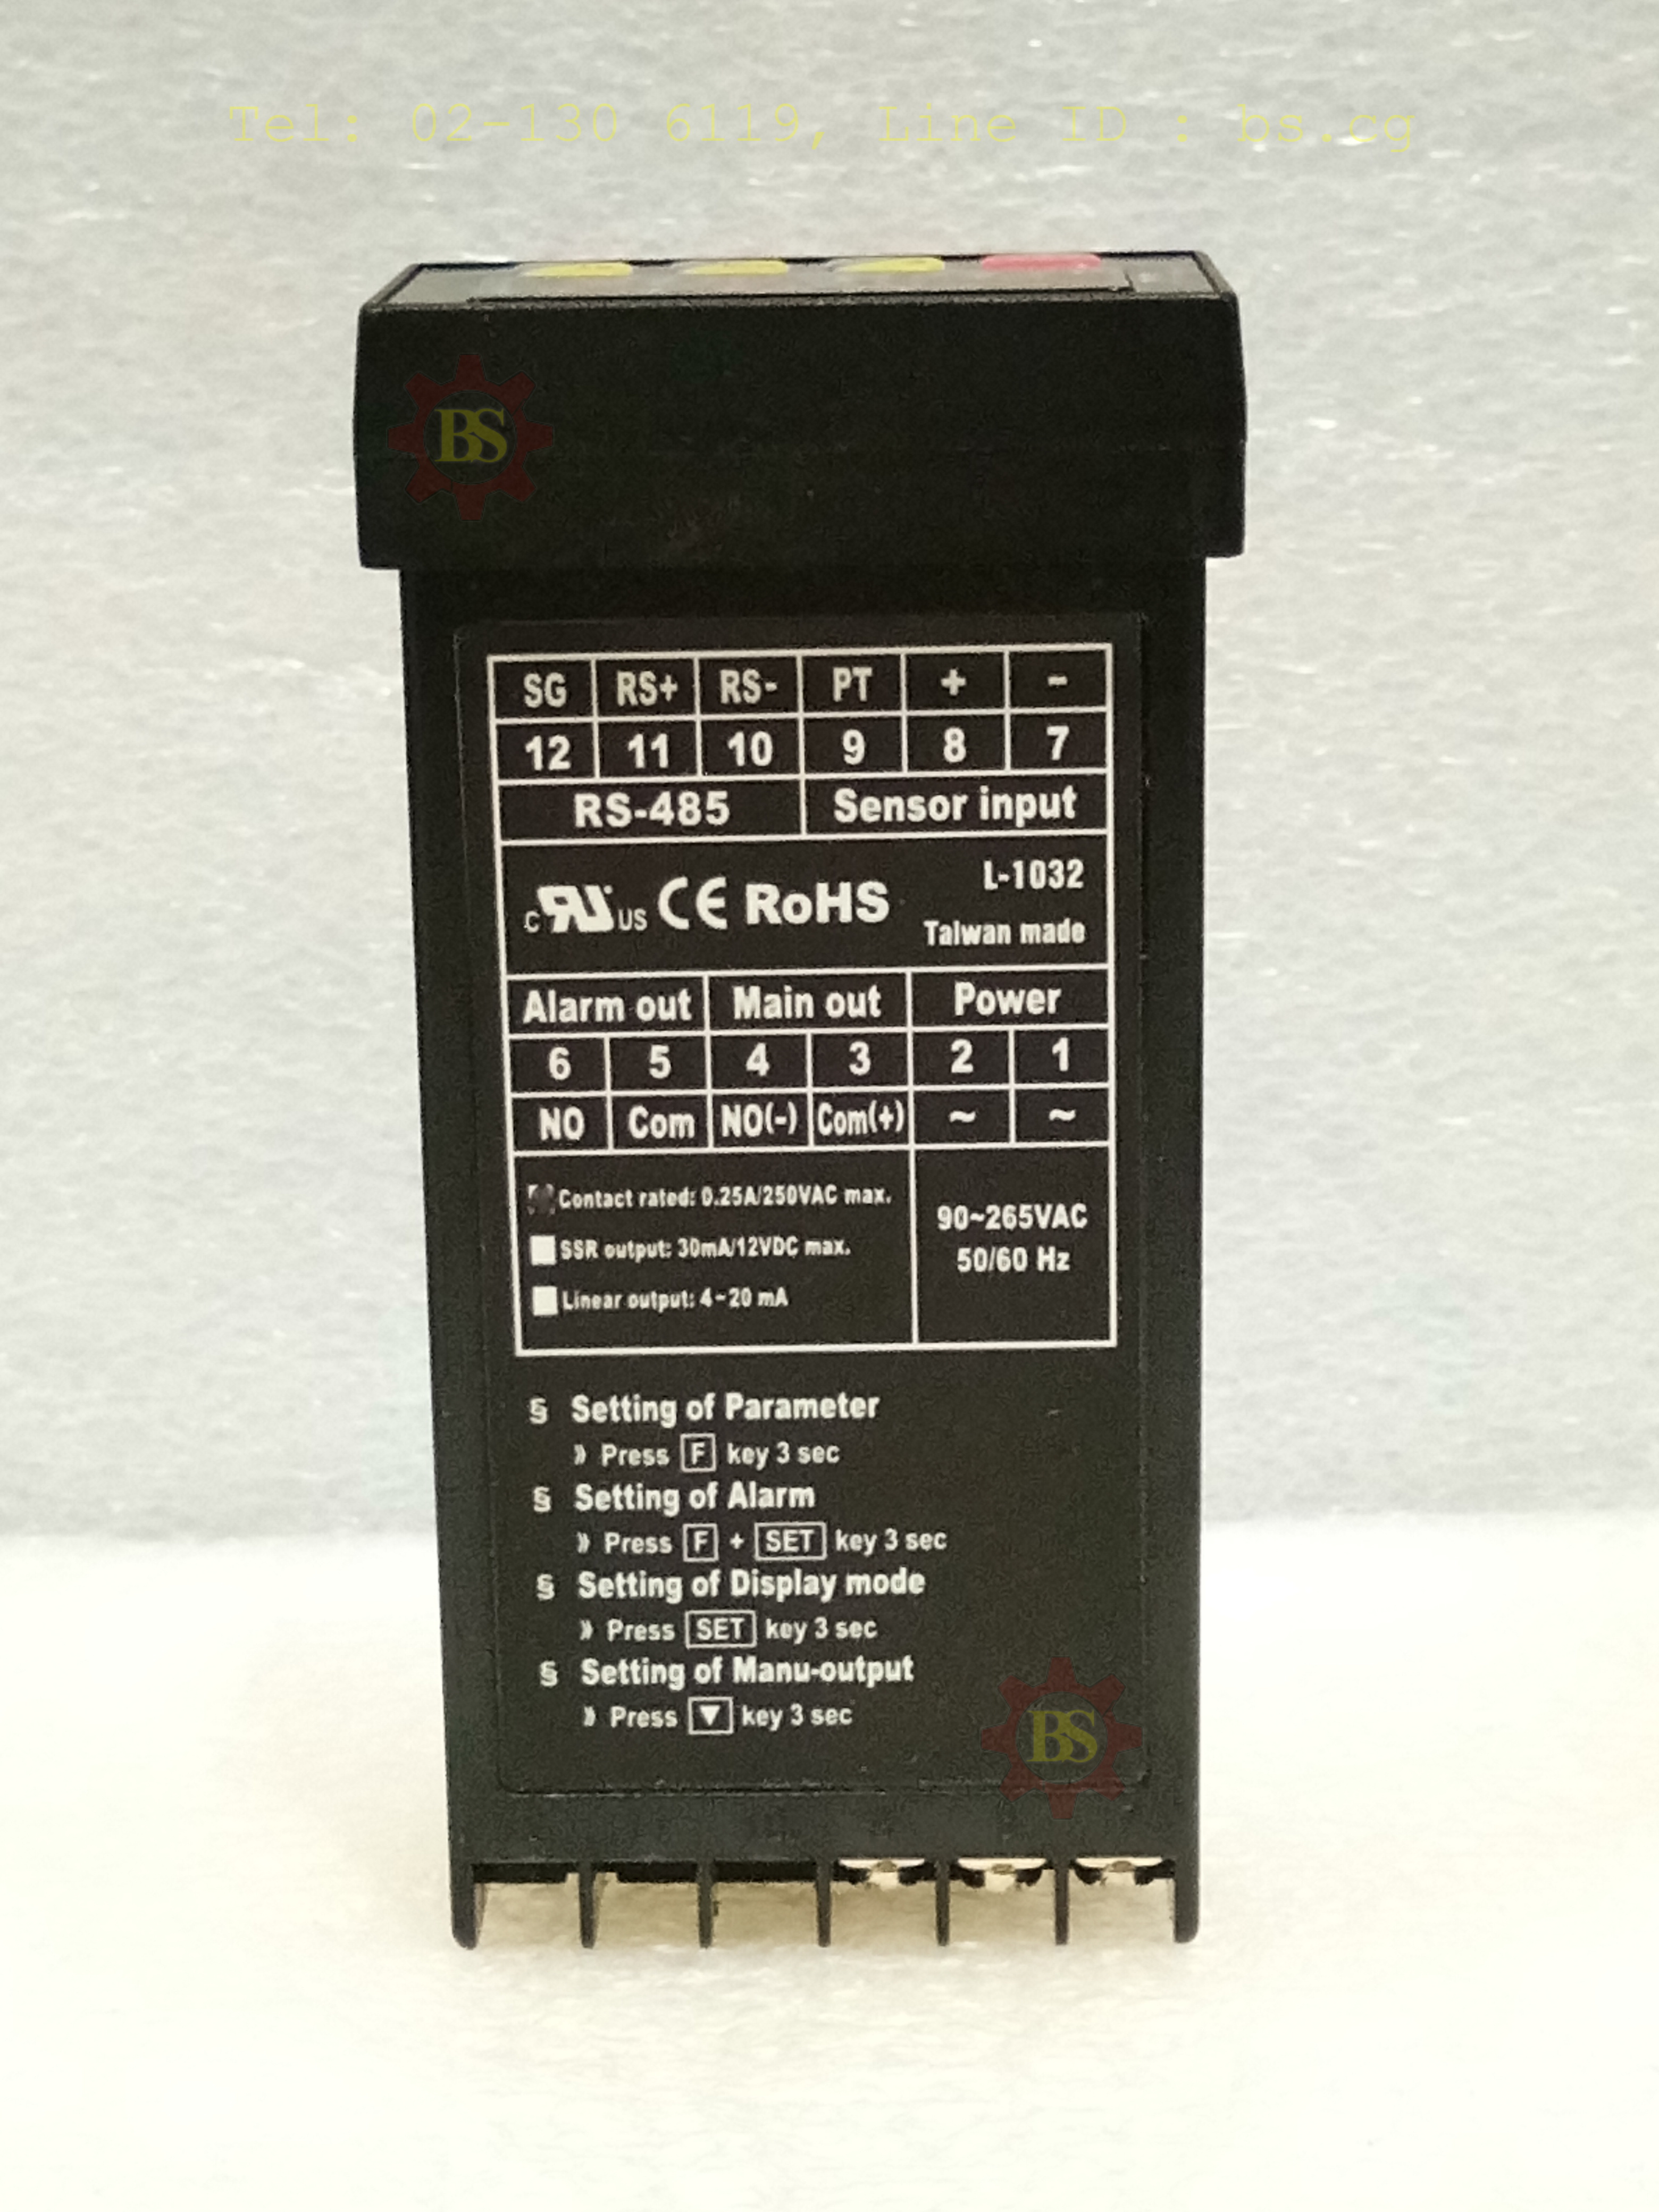 Tel: 02-130 6119, Line ID : bs.cg
BS
SG RS+ RS- PT + -
12 11 10 9 8 7
RS-485 Sensor input
L-1032
c RU US CE RoHS
Taiwan made
Alarm out Main out Power
6 5 4 3 2 1
NO Com NO(-) Com(+) ~ ~
Contact rated: 0.25A/250VAC max.
SSR output: 30mA/12VDC max.
Linear output: 4~20 mA
90~265VAC
50/60 Hz
§ Setting of Parameter
» Press F key 3 sec
§ Setting of Alarm
» Press F + SET key 3 sec
§ Setting of Display mode
» Press SET key 3 sec
§ Setting of Manu-output
» Press ▼ key 3 sec
BS